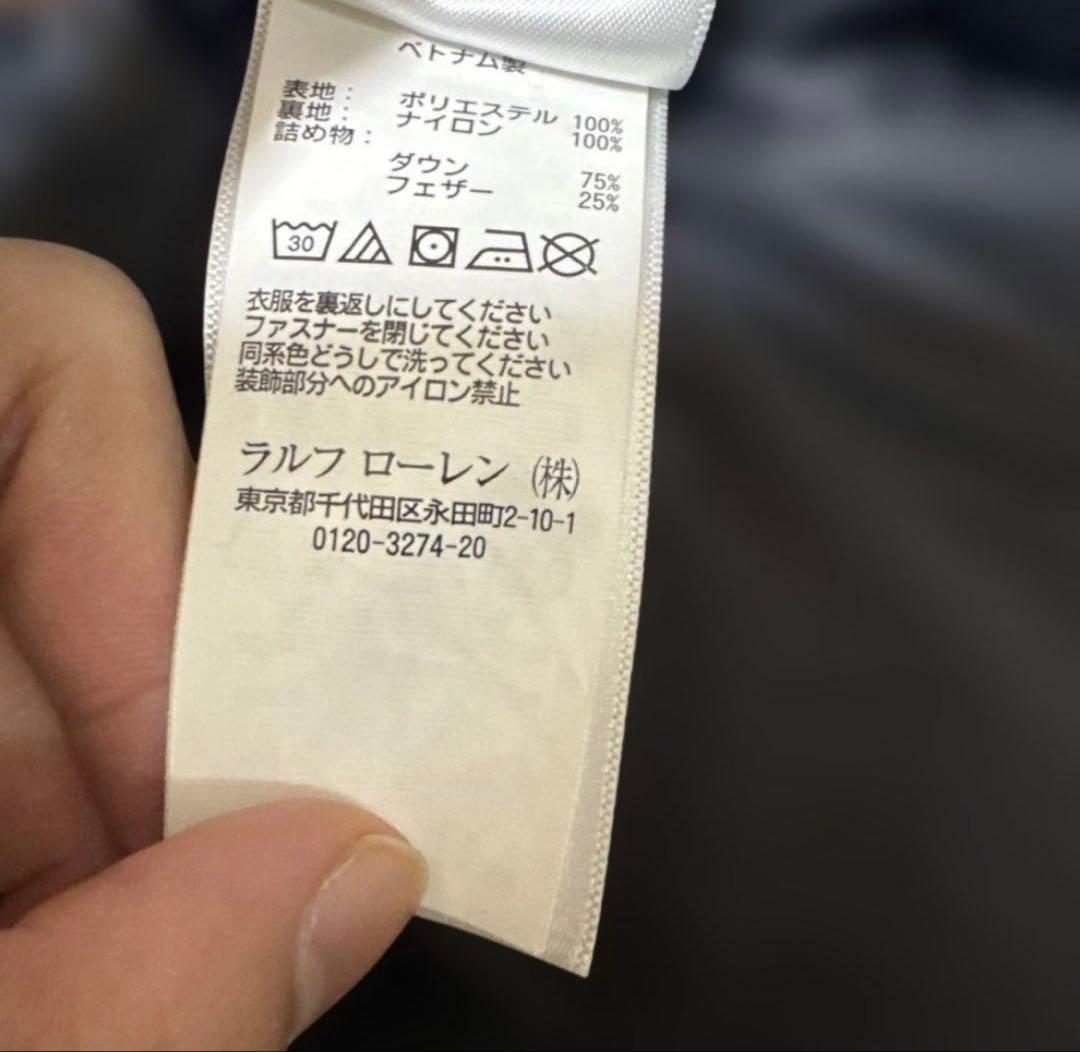 ベトナム製
表地： ポリエステル 100%
裏地： ナイロン 100%
詰め物：
ダウン 75%
フェザー 25%
30
衣服を裏返しにしてください
ファスナーを閉じてください
同系色どうしで洗ってください
装飾部分へのアイロン禁止
ラルフ ローレン ㈱
東京都千代田区永田町2-10-1
0120-3274-20